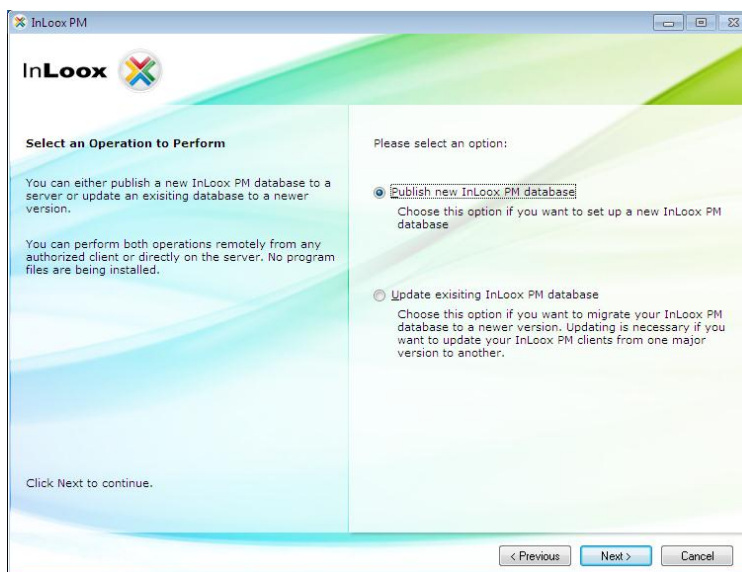 InLoox PM
InLoox
Select an Operation to Perform
You can either publish a new InLoox PM database to a
server or update an exisiting database to a newer
version.
You can perform both operations remotely from any
authorized client or directly on the server. No program
files are being installed.
Click Next to continue.
Please select an option:
Publish new InLoox PM database
Choose this option if you want to set up a new InLoox PM
database
Update exisiting InLoox PM database
Choose this option if you want to migrate your InLoox PM
database to a newer version. Updating is necessary if you
want to update your InLoox PM clients from one major
version to another.
< Previous
Next >
Cancel